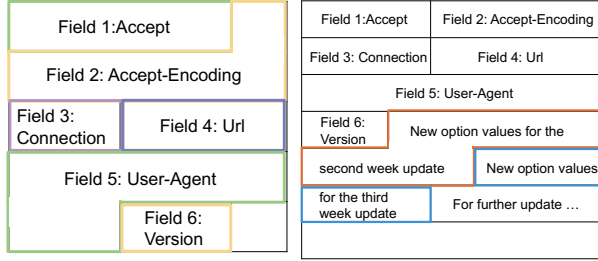 Field 1:Accept
Field 2: Accept-Encoding
Field 3:
Connection
Field 4: Url
Field 5: User-Agent
Field 6:
Version
Field 1:Accept
Field 2: Accept-Encoding
Field 3: Connection
Field 4: Url
Field 5: User-Agent
Field 6:
Version
New option values for the
second week update
New option values
for the third
week update
For further update ...